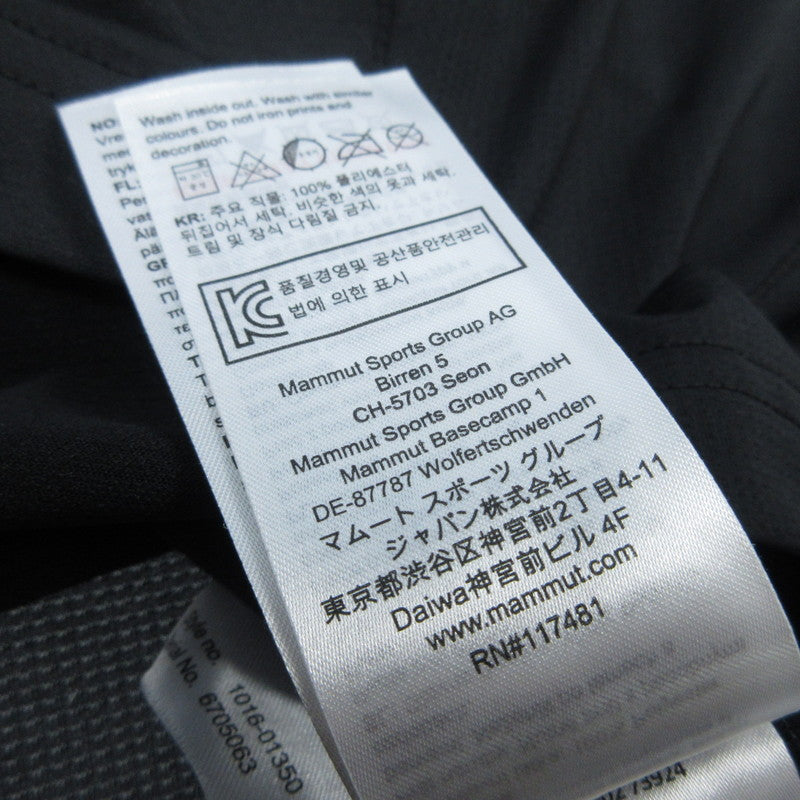 Wash inside out. Wash with similar
colours. Do not iron prints and
decoration.
KR: 주요 직물: 100% 폴리에스터
뒤집어서 세탁. 비슷한 색의 옷과 세탁.
트림 및 장식 다림질 금지.
품질경영및 공산품안전관리
법에 의한 표시
Mammut Sports Group AG
Birren 5
CH-5703 Seon
Mammut Sports Group GmbH
Mammut Basecamp 1
DE-87787 Wolfertschwenden
マムート スポーツ グループ
ジャパン株式会社
東京都渋谷区神宮前2丁目4-11
Daiwa神宮前ビル 4F
www.mammut.com
RN#117481
NO:
FL:
no. 1016-01350
No. 6705063